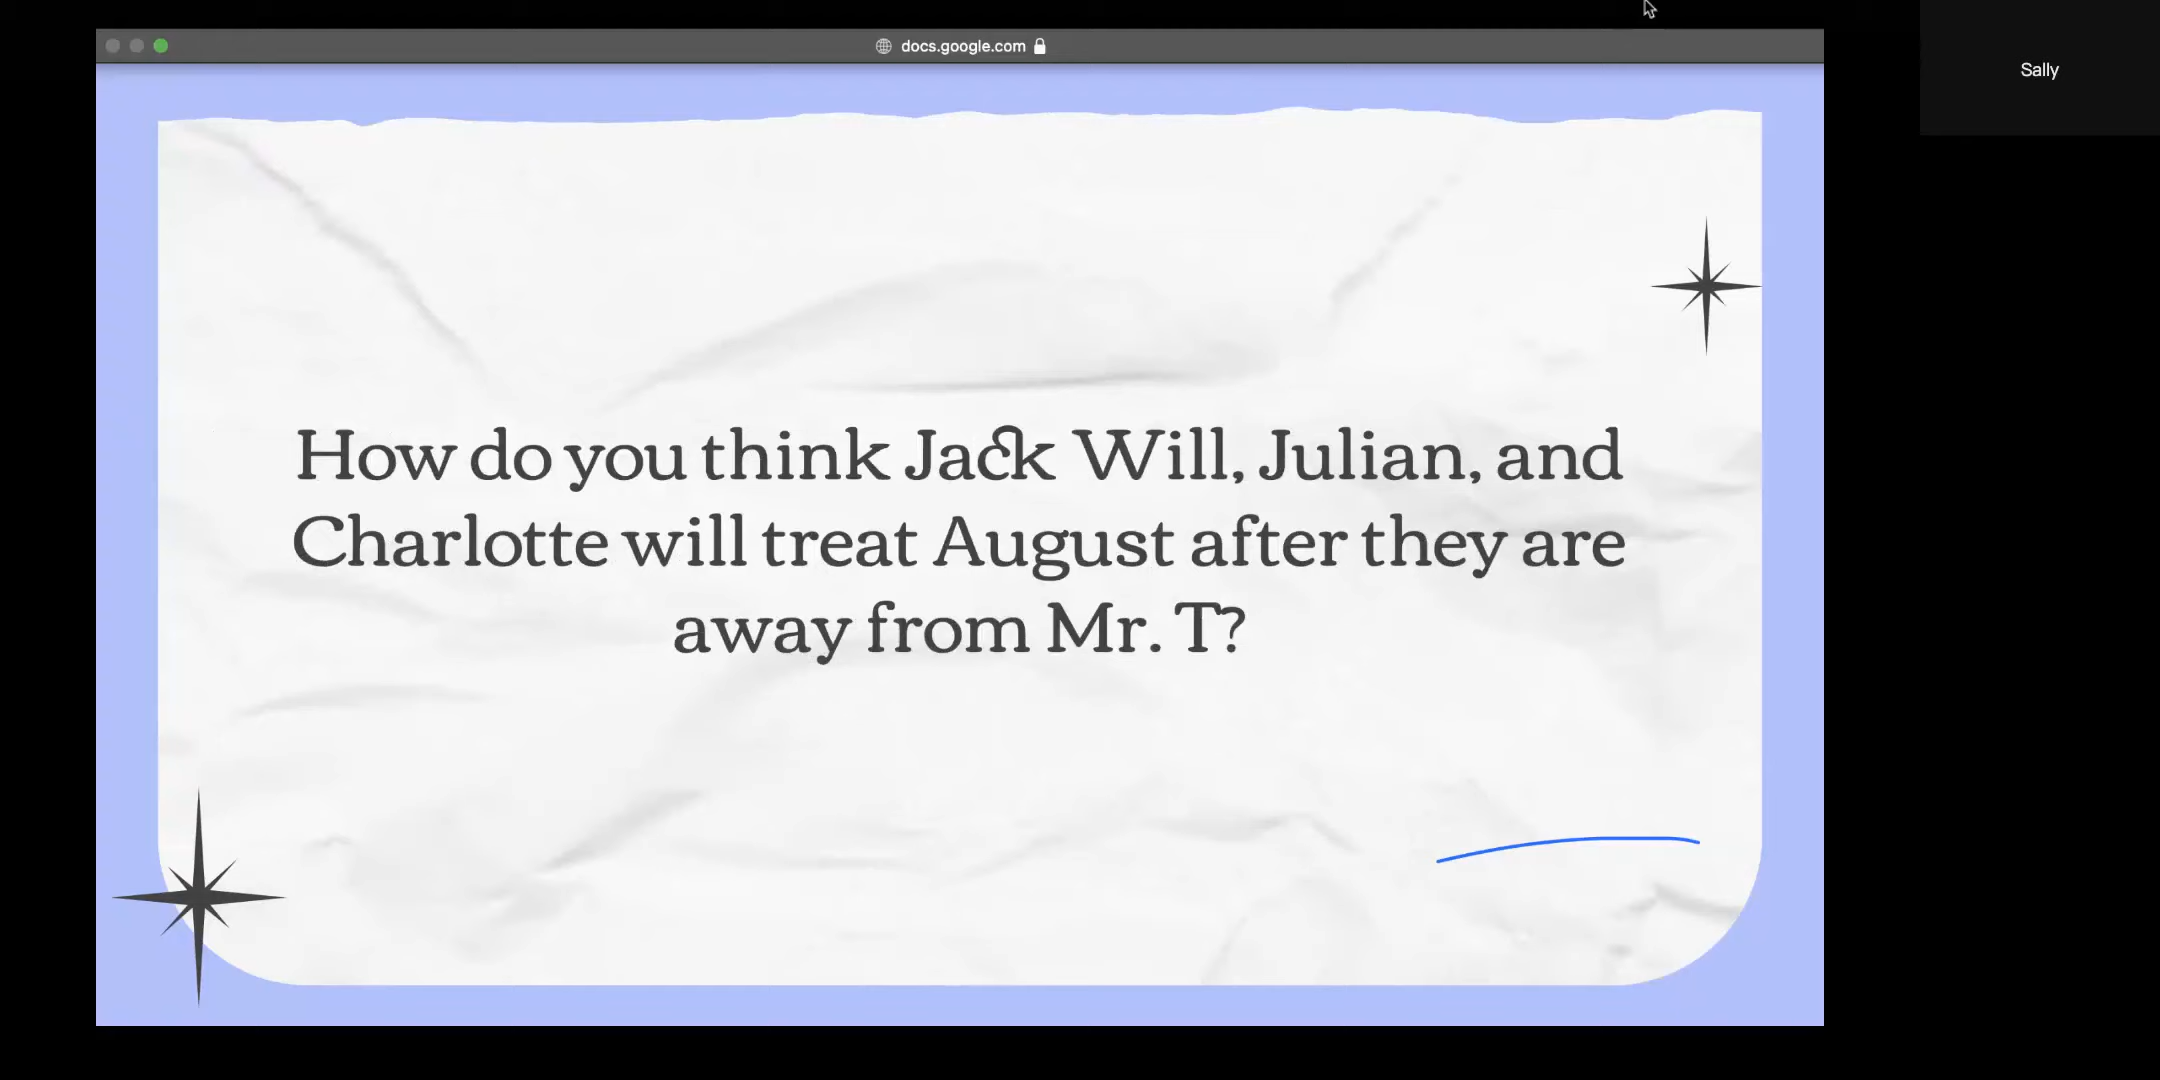 docs.google.com
Sally
How do you think Jack Will, Julian, and
Charlotte will treat August after they are
away from Mr. T?